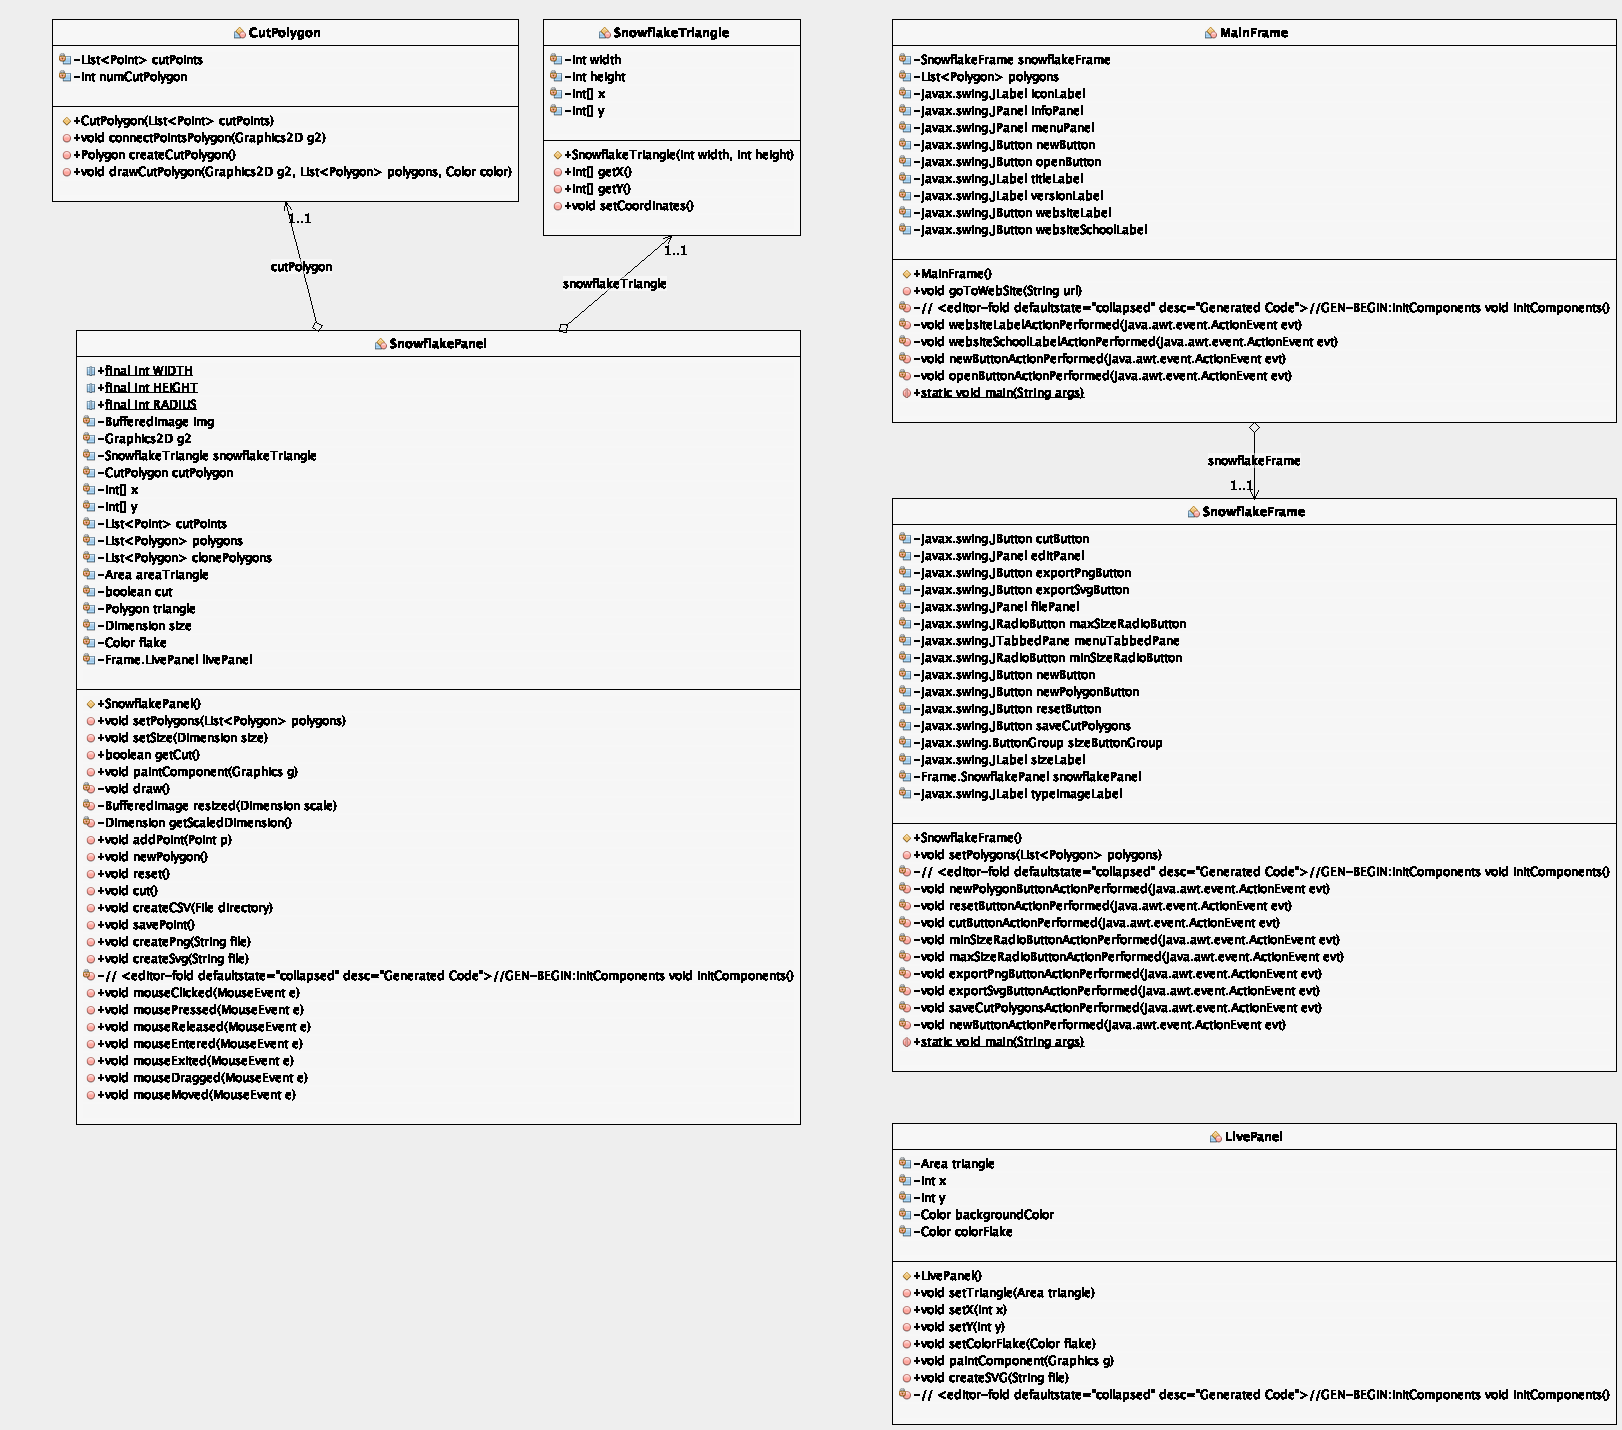 CutPolygon
-List<Point> cutPoints
-int numCutPolygon
+CutPolygon(List<Point> cutPoints)
+void connectPointsPolygon(Graphics2D g2)
+Polygon createCutPolygon()
+void drawCutPolygon(Graphics2D g2, List<Polygon> polygons, Color color)
1..1
cutPolygon
SnowflakeTriangle
-int width
-int height
-int[] x
-int[] y
+SnowflakeTriangle(int width, int height)
+int[] getX()
+int[] getY()
+void setCoordinates()
1..1
snowflakeTriangle
SnowflakePanel
+final int WIDTH
+final int HEIGHT
+final int RADIUS
-BufferedImage img
-Graphics2D g2
-SnowflakeTriangle snowflakeTriangle
-CutPolygon cutPolygon
-int[] x
-int[] y
-List<Point> cutPoints
-List<Polygon> polygons
-List<Polygon> clonePolygons
-Area areaTriangle
-boolean cut
-Polygon triangle
-Dimension size
-Color flake
-Frame.LivePanel livePanel
+SnowflakePanel()
+void setPolygons(List<Polygon> polygons)
+void setSize(Dimension size)
+boolean getCut()
+void paintComponent(Graphics g)
-void draw()
-BufferedImage resized(Dimension scale)
-Dimension getScaledDimension()
+void addPoint(Point p)
+void newPolygon()
+void reset()
+void cut()
+void createCSV(File directory)
+void savePoint()
+void createPng(String file)
+void createSvg(String file)
-// <editor-fold defaultstate="collapsed" desc="Generated Code">//GEN-BEGIN:initComponents void initComponents()
+void mouseClicked(MouseEvent e)
+void mousePressed(MouseEvent e)
+void mouseReleased(MouseEvent e)
+void mouseEntered(MouseEvent e)
+void mouseExited(MouseEvent e)
+void mouseDragged(MouseEvent e)
+void mouseMoved(MouseEvent e)
MainFrame
-SnowflakeFrame snowflakeFrame
-List<Polygon> polygons
-javax.swing.JLabel iconLabel
-javax.swing.JPanel infoPanel
-javax.swing.JPanel menuPanel
-javax.swing.JButton newButton
-javax.swing.JButton openButton
-javax.swing.JLabel titleLabel
-javax.swing.JLabel versionLabel
-javax.swing.JButton websiteLabel
-javax.swing.JButton websiteSchoolLabel
+MainFrame()
+void goToWebSite(String url)
-// <editor-fold defaultstate="collapsed" desc="Generated Code">//GEN-BEGIN:initComponents void initComponents()
-void websiteLabelActionPerformed(java.awt.event.ActionEvent evt)
-void websiteSchoolLabelActionPerformed(java.awt.event.ActionEvent evt)
-void newButtonActionPerformed(java.awt.event.ActionEvent evt)
-void openButtonActionPerformed(java.awt.event.ActionEvent evt)
+static void main(String args)
snowflakeFrame
1..1
SnowflakeFrame
-javax.swing.JButton cutButton
-javax.swing.JPanel editPanel
-javax.swing.JButton exportPngButton
-javax.swing.JButton exportSvgButton
-javax.swing.JPanel filePanel
-javax.swing.JRadioButton maxSizeRadioButton
-javax.swing.JTabbedPane menuTabbedPane
-javax.swing.JRadioButton minSizeRadioButton
-javax.swing.JButton newButton
-javax.swing.JButton newPolygonButton
-javax.swing.JButton resetButton
-javax.swing.JButton saveCutPolygons
-javax.swing.ButtonGroup sizeButtonGroup
-javax.swing.JLabel sizeLabel
-Frame.SnowflakePanel snowflakePanel
-javax.swing.JLabel typeImageLabel
+SnowflakeFrame()
+void setPolygons(List<Polygon> polygons)
-// <editor-fold defaultstate="collapsed" desc="Generated Code">//GEN-BEGIN:initComponents void initComponents()
-void newPolygonButtonActionPerformed(java.awt.event.ActionEvent evt)
-void resetButtonActionPerformed(java.awt.event.ActionEvent evt)
-void cutButtonActionPerformed(java.awt.event.ActionEvent evt)
-void minSizeRadioButtonActionPerformed(java.awt.event.ActionEvent evt)
-void maxSizeRadioButtonActionPerformed(java.awt.event.ActionEvent evt)
-void exportPngButtonActionPerformed(java.awt.event.ActionEvent evt)
-void exportSvgButtonActionPerformed(java.awt.event.ActionEvent evt)
-void saveCutPolygonsActionPerformed(java.awt.event.ActionEvent evt)
-void newButtonActionPerformed(java.awt.event.ActionEvent evt)
+static void main(String args)
LivePanel
-Area triangle
-int x
-int y
-Color backgroundColor
-Color colorFlake
+LivePanel()
+void setTriangle(Area triangle)
+void setX(int x)
+void setY(int y)
+void setColorFlake(Color flake)
+void paintComponent(Graphics g)
+void createSVG(String file)
-// <editor-fold defaultstate="collapsed" desc="Generated Code">//GEN-BEGIN:initComponents void initComponents()